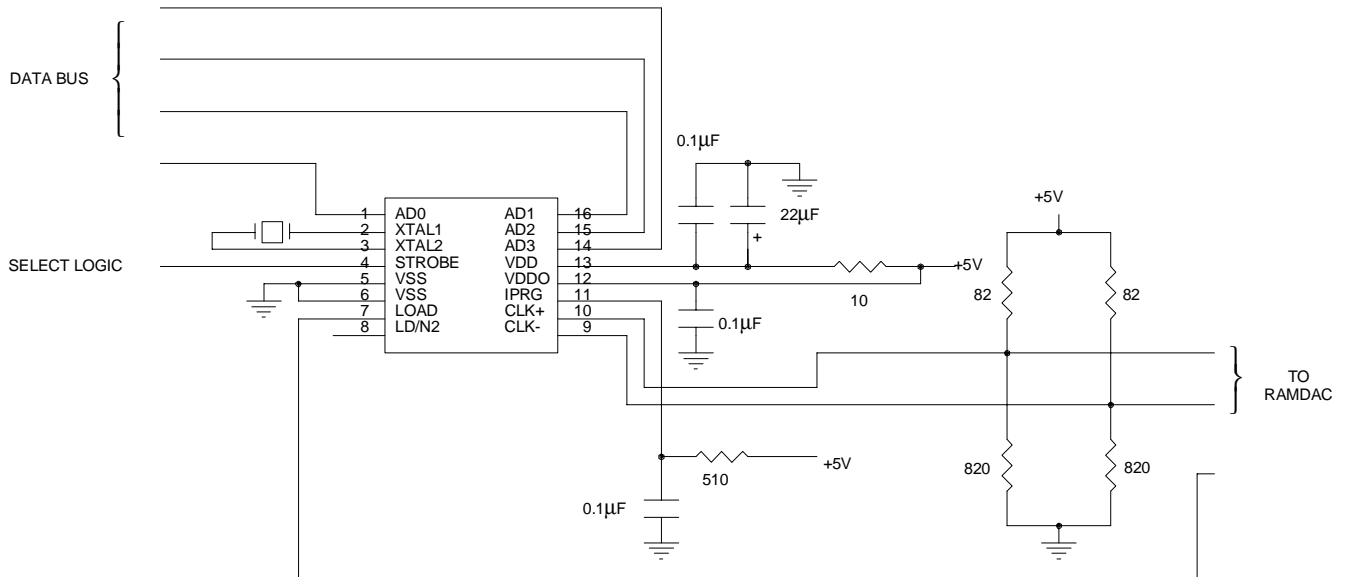 DATA BUS
0.1µF
22µF
+
+5V
1 AD0 AD1 16
2 XTAL1 AD2 15
3 XTAL2 AD3 14
SELECT LOGIC
4 STROBE VDD 13
+5V
5 VSS VDDO 12
6 VSS IPRG 11
10
82
82
7 LOAD CLK+ 10
0.1µF
8 LD/N2 CLK- 9
TO
RAMDAC
+5V
510
820
820
0.1µF